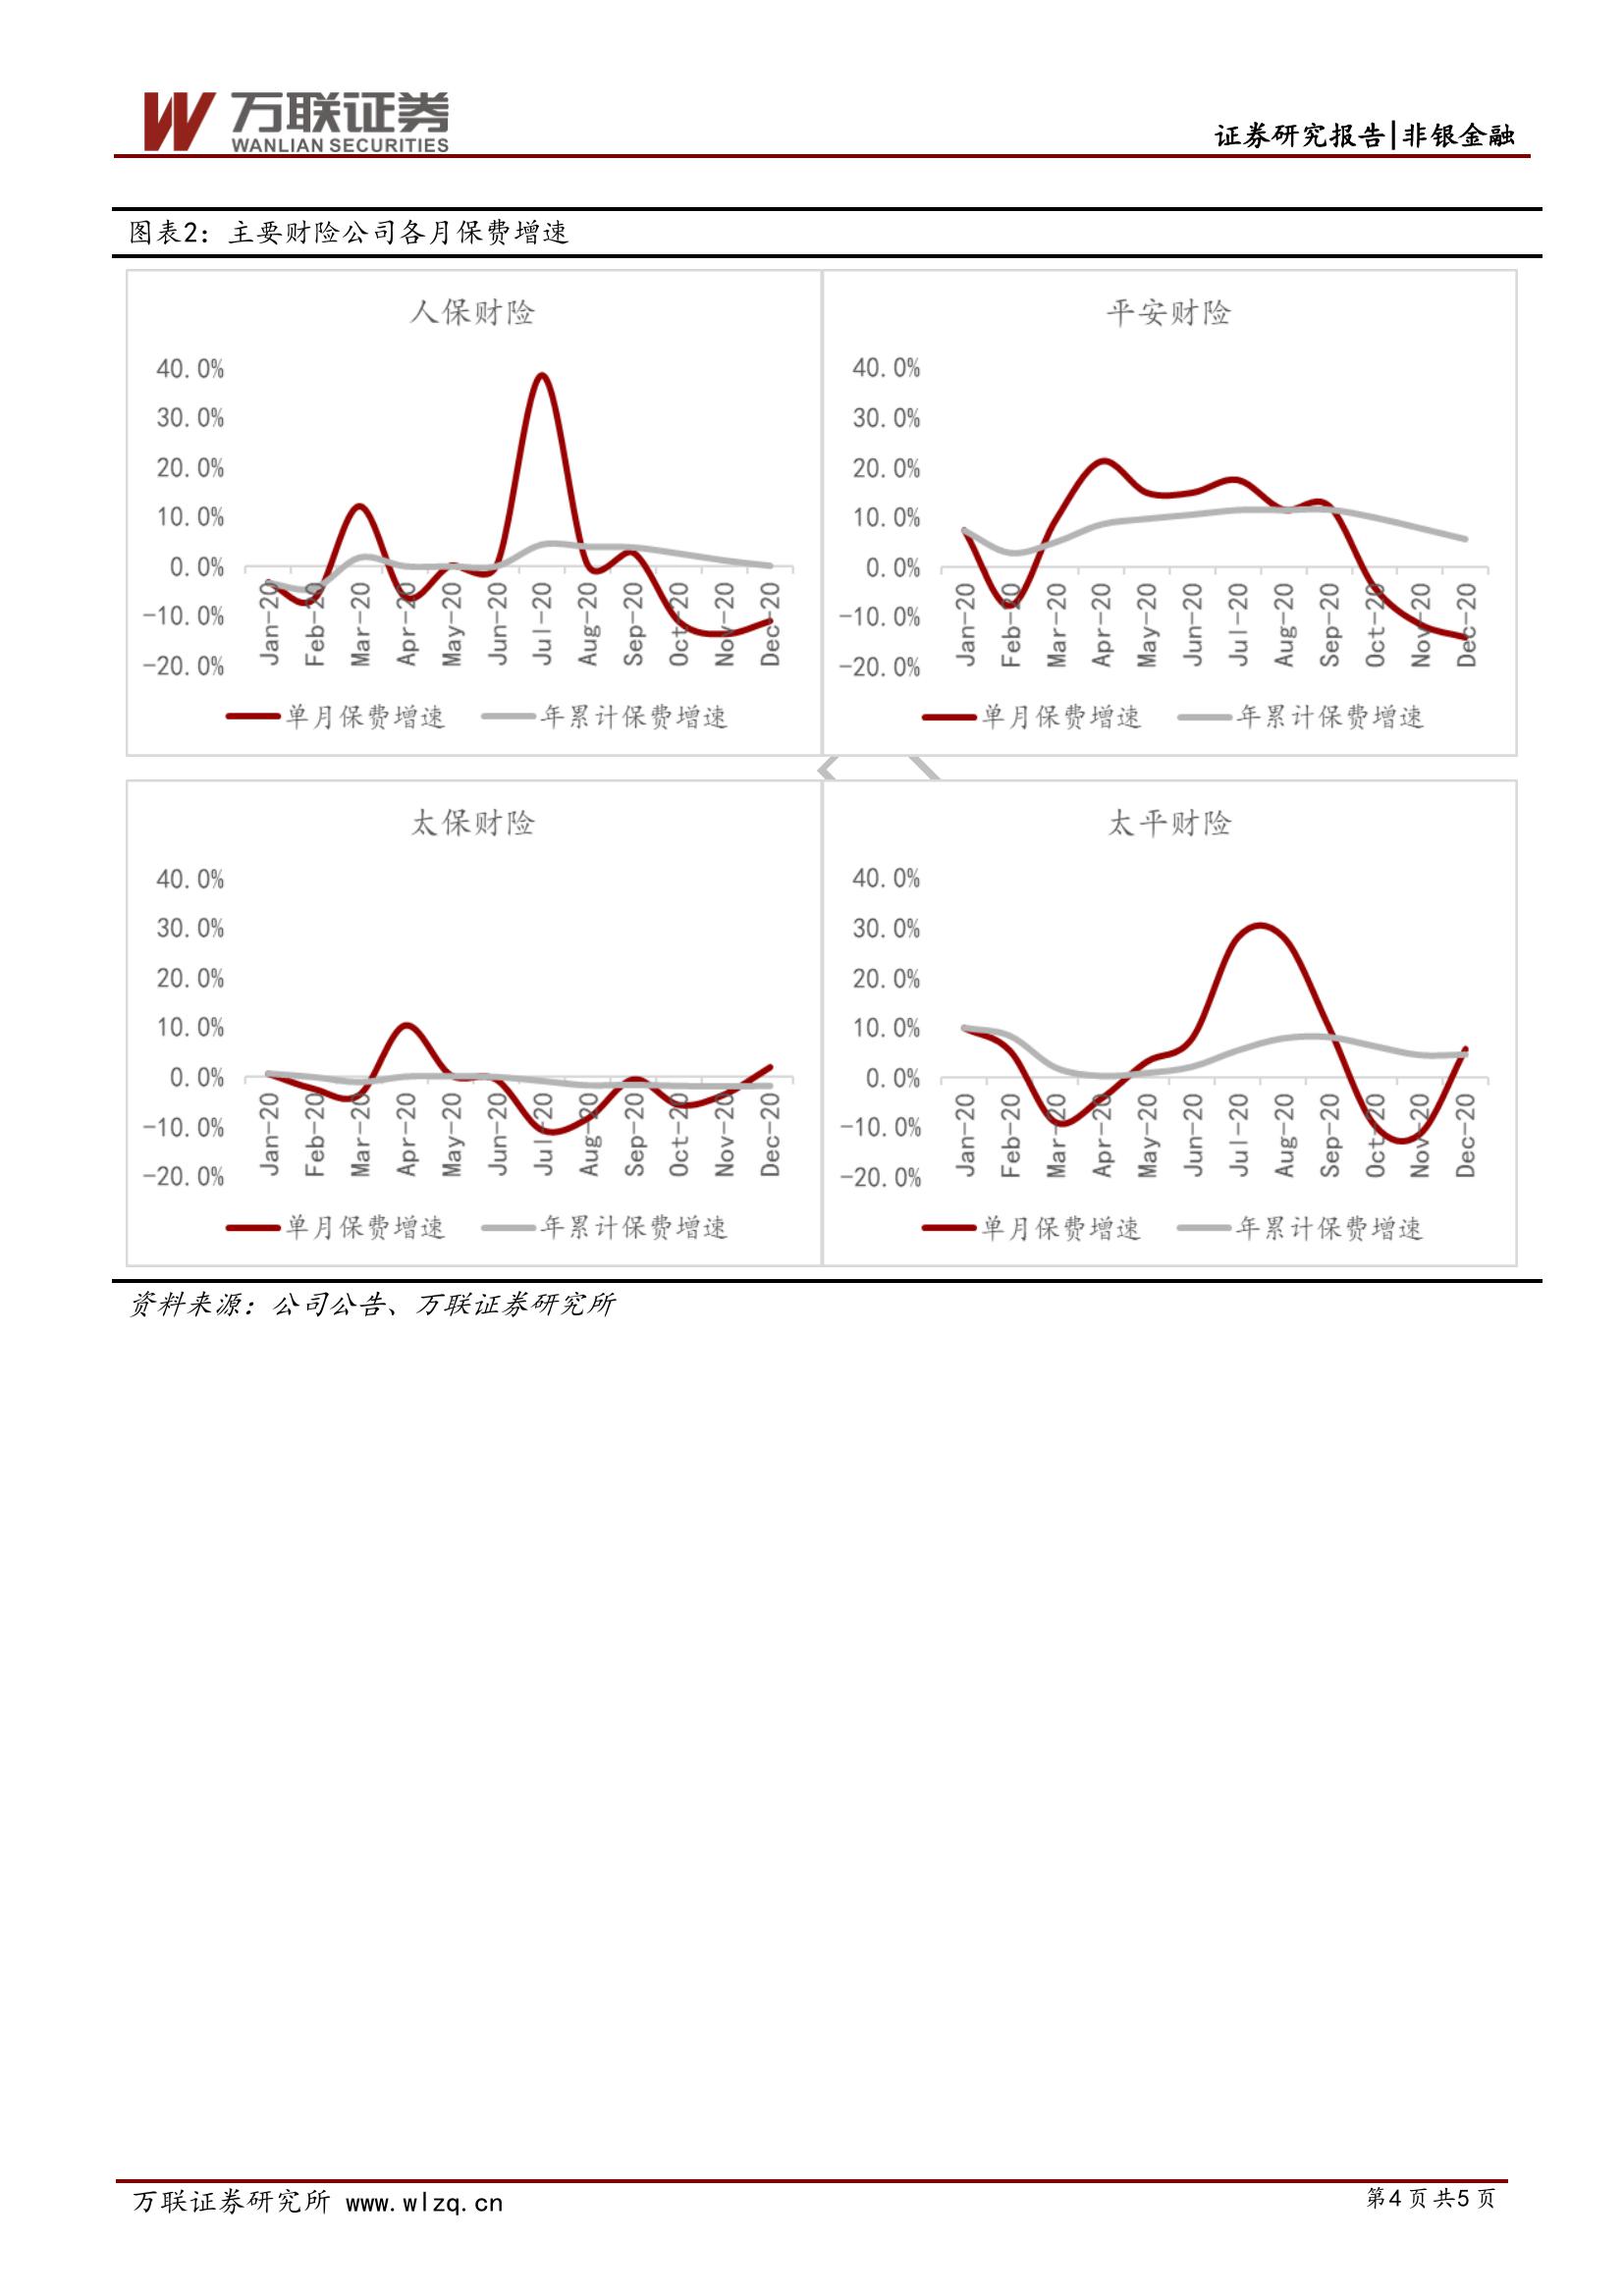 万联证券
WANLIAN SECURITIES
证券研究报告|非银金融
图表2：主要财险公司各月保费增速
人保财险
40.0%
30.0%
20.0%
10.0%
0.0%
-10.0%
-20.0%
Jan-20 Feb-20 Mar-20 Apr-20 May-20 Jun-20 Jul-20 Aug-20 Sep-20 Oct-20 Nov-20 Dec-20
单月保费增速 年累计保费增速
平安财险
40.0%
30.0%
20.0%
10.0%
0.0%
-10.0%
-20.0%
Jan-20 Feb-20 Mar-20 Apr-20 May-20 Jun-20 Jul-20 Aug-20 Sep-20 Oct-20 Nov-20 Dec-20
单月保费增速 年累计保费增速
太保财险
40.0%
30.0%
20.0%
10.0%
0.0%
-10.0%
-20.0%
Jan-20 Feb-20 Mar-20 Apr-20 May-20 Jun-20 Jul-20 Aug-20 Sep-20 Oct-20 Nov-20 Dec-20
单月保费增速 年累计保费增速
太平财险
40.0%
30.0%
20.0%
10.0%
0.0%
-10.0%
-20.0%
Jan-20 Feb-20 Mar-20 Apr-20 May-20 Jun-20 Jul-20 Aug-20 Sep-20 Oct-20 Nov-20 Dec-20
单月保费增速 年累计保费增速
资料来源：公司公告、万联证券研究所
万联证券研究所 www.wlzq.cn
第4页共5页